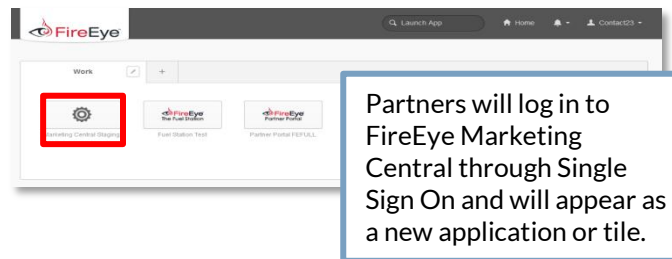 FireEye
Launch App
Home
Contact23
Work
+
FireEye
The Fuel Station
FireEye
Partner Portal
Marketing Central Staging
Fuel Station Test
Partner Portal FEFULL
Partners will log in to
FireEye Marketing
Central through Single
Sign On and will appear as
a new application or tile.